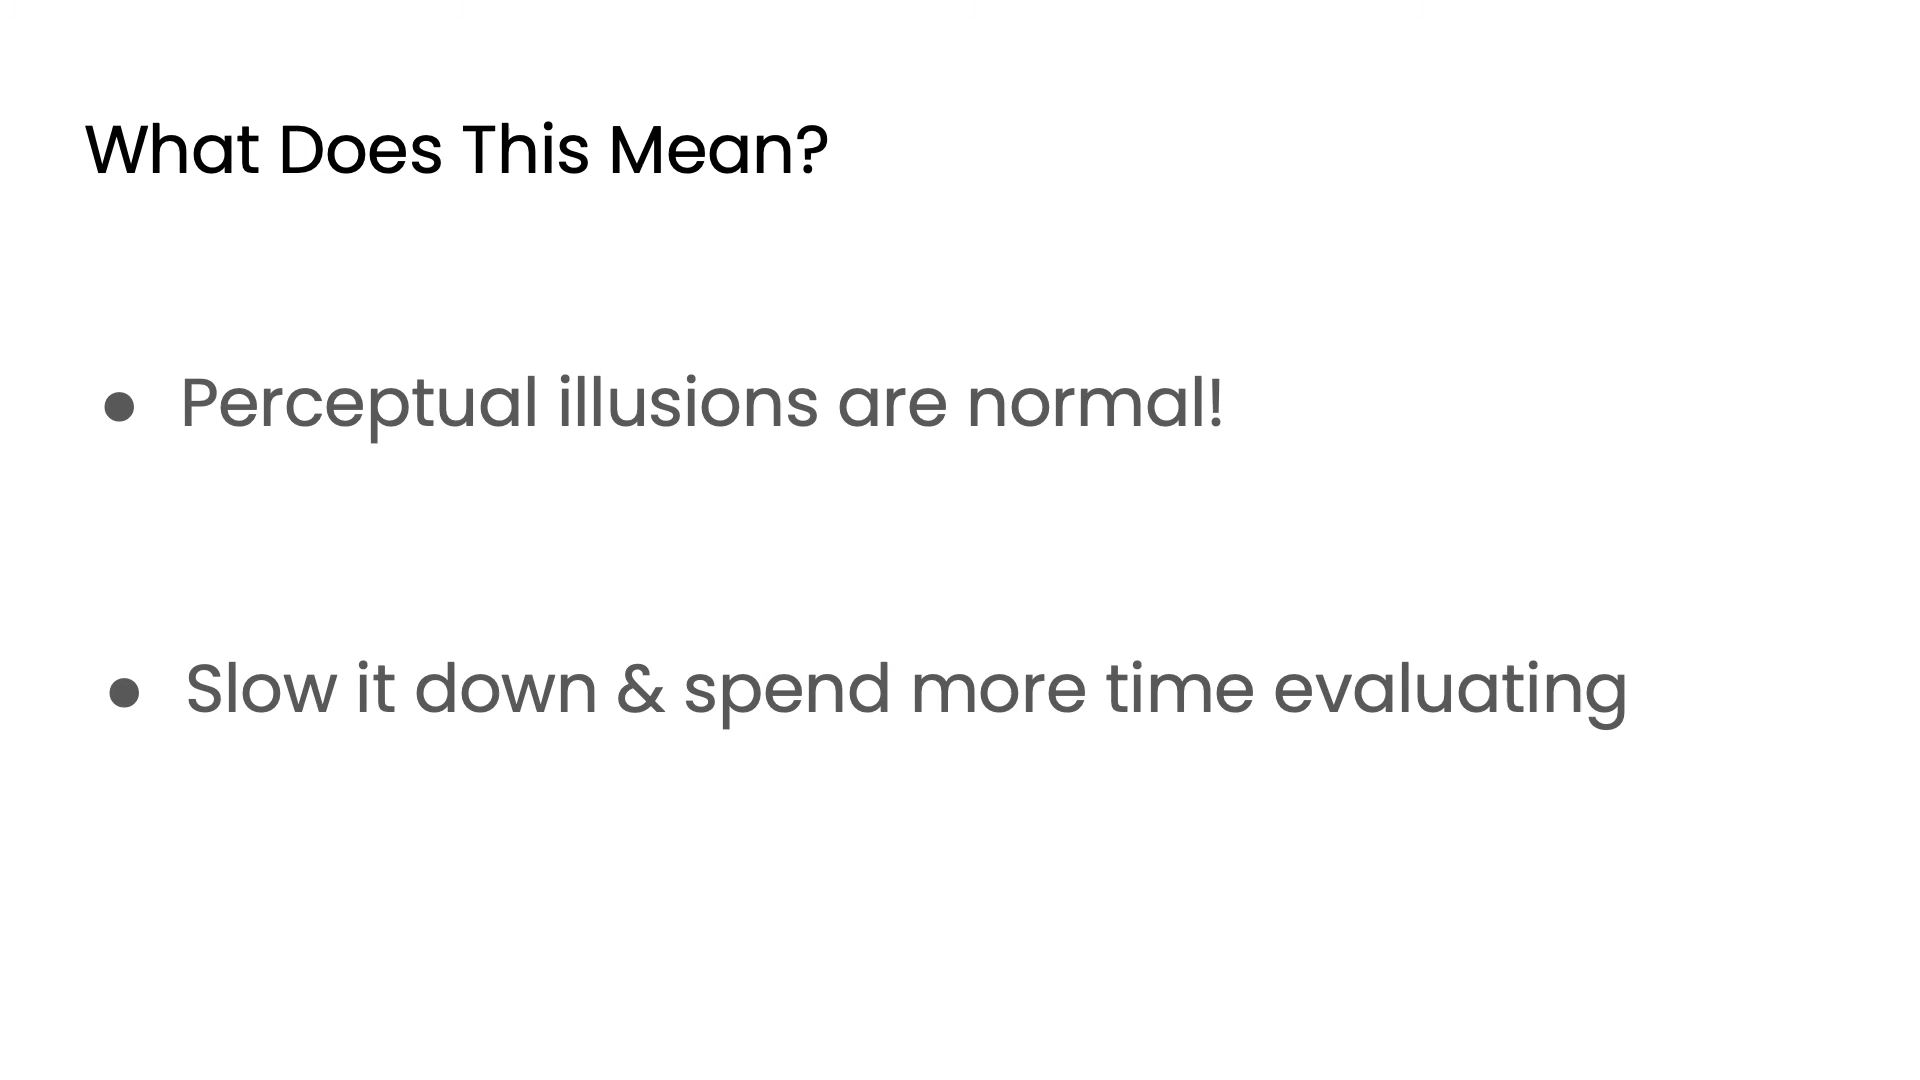 What Does This Mean?
● Perceptual illusions are normal!
● Slow it down & spend more time evaluating